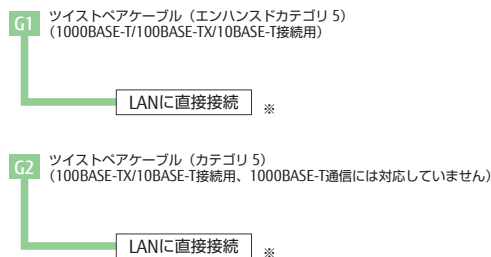 G1 ツイストペアケーブル（エンハンスドカテゴリ 5）
(1000BASE-T/100BASE-TX/10BASE-T接続用)
LANに直接接続 ※
G2 ツイストペアケーブル（カテゴリ 5）
(100BASE-TX/10BASE-T接続用、1000BASE-T通信には対応していません)
LANに直接接続 ※